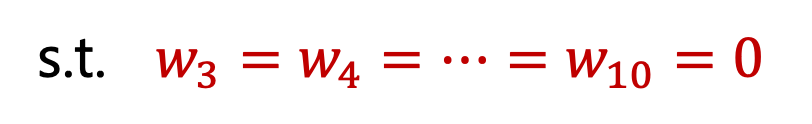 s.t. w₃ = w₄ = ⋯ = w₁₀ = 0